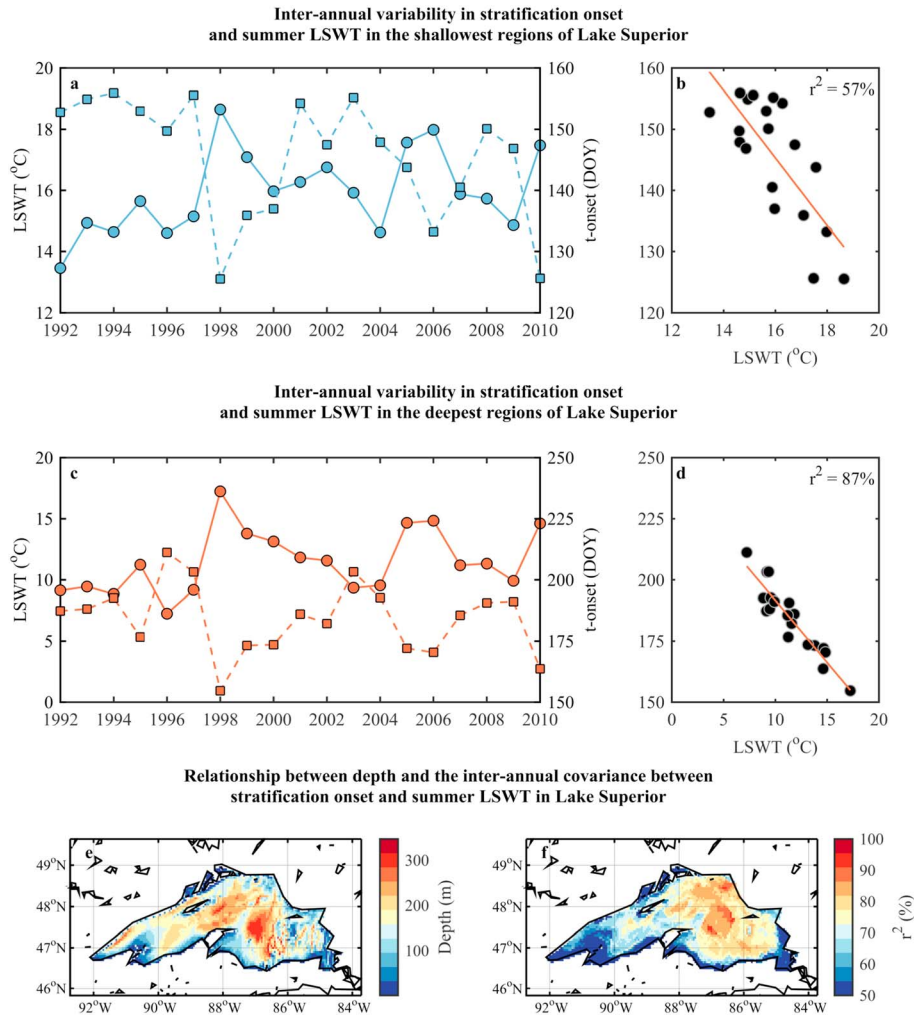 Inter-annual variability in stratification onset
and summer LSWT in the shallowest regions of Lake Superior
a
20
18
16
14
12
LSWT (°C)
160
150
140
130
120
t-onset (DOY)
1992 1994 1996 1998 2000 2002 2004 2006 2008 2010
b
r² = 57%
160
150
140
130
120
12 14 16 18 20
LSWT (°C)
Inter-annual variability in stratification onset
and summer LSWT in the deepest regions of Lake Superior
c
20
15
10
5
0
LSWT (°C)
250
225
200
175
150
t-onset (DOY)
1992 1994 1996 1998 2000 2002 2004 2006 2008 2010
d
r² = 87%
250
200
150
0 5 10 15 20
LSWT (°C)
Relationship between depth and the inter-annual covariance between
stratification onset and summer LSWT in Lake Superior
e
49°N
48°N
47°N
46°N
92°W 90°W 88°W 86°W 84°W
300
200
100
Depth (m)
f
49°N
48°N
47°N
46°N
92°W 90°W 88°W 86°W 84°W
100
90
80
70
60
50
r² (%)